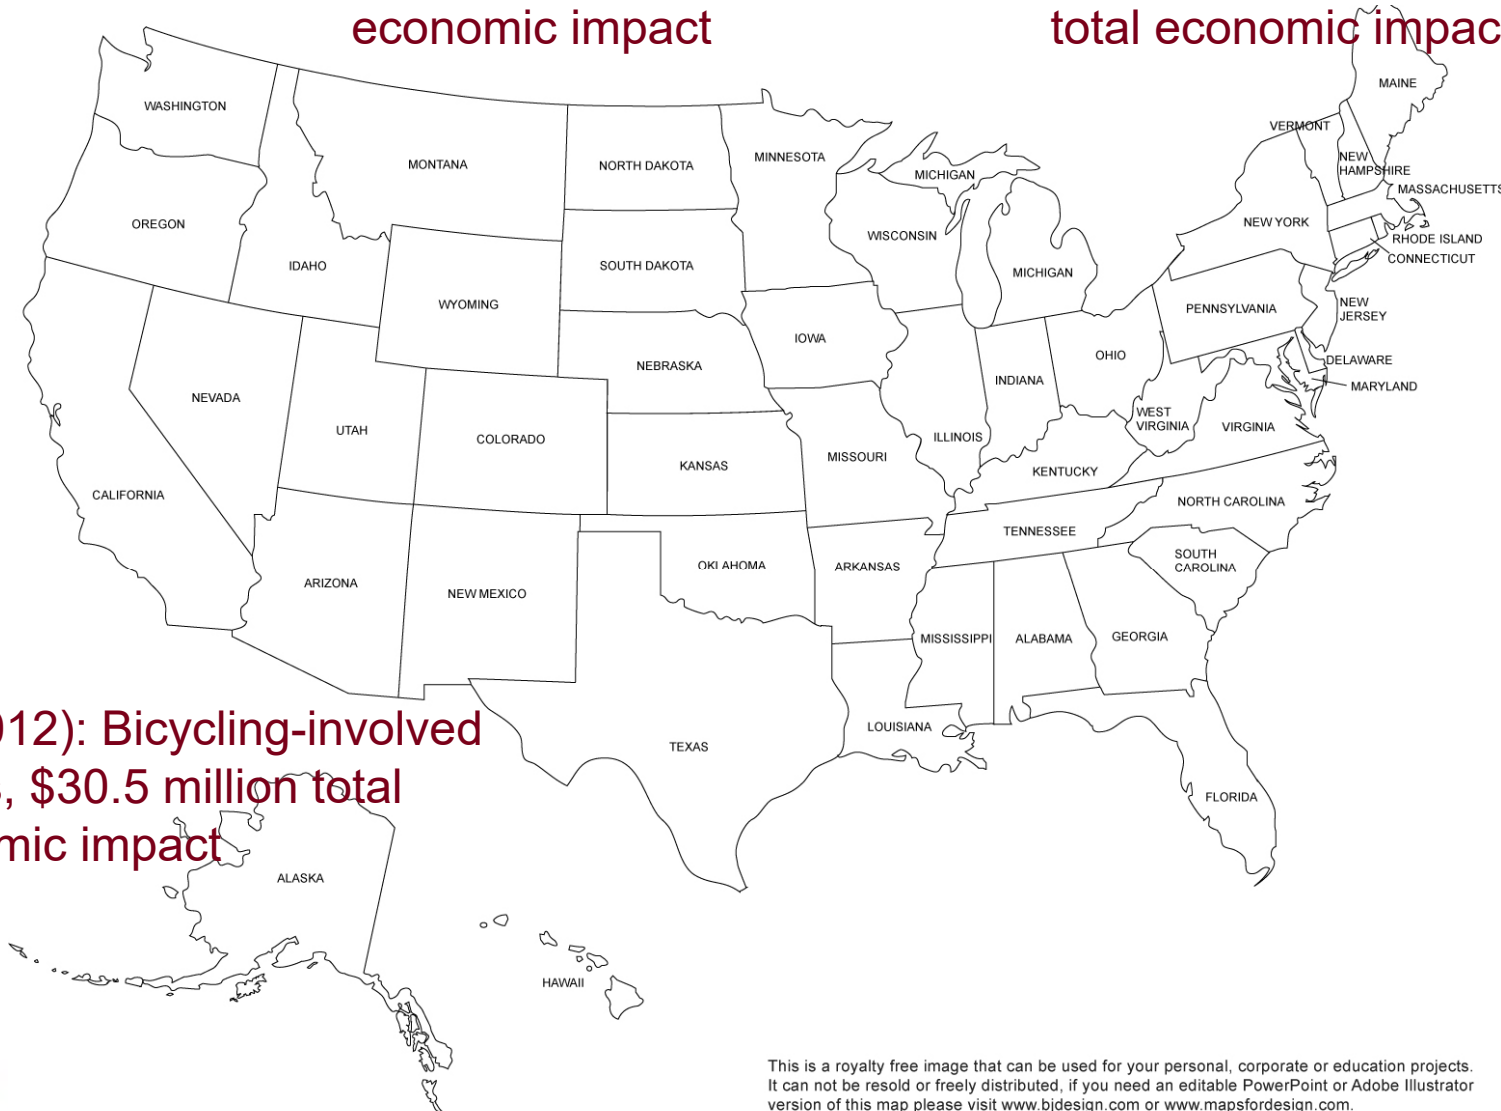 economic impact
total economic impac
MAINE
WASHINGTON
VERMONT
MONTANA
NORTH DAKOTA
MINNESOTA
MICHIGAN
NEW
HAMPSHIRE
MASSACHUSETTS
OREGON
NEW YORK
WISCONSIN
RHODE ISLAND
CONNECTICUT
IDAHO
SOUTH DAKOTA
MICHIGAN
WYOMING
PENNSYLVANIA
NEW
JERSEY
IOWA
OHIO
DELAWARE
NEBRASKA
INDIANA
MARYLAND
NEVADA
WEST
VIRGINIA
VIRGINIA
UTAH
COLORADO
ILLINOIS
MISSOURI
KANSAS
KENTUCKY
CALIFORNIA
NORTH CAROLINA
TENNESSEE
SOUTH
CAROLINA
OKLAHOMA
ARKANSAS
ARIZONA
NEW MEXICO
MISSISSIPPI
ALABAMA
GEORGIA
012): Bicycling-involved
LOUISIANA
TEXAS
, $30.5 million total
FLORIDA
mic impact
ALASKA
HAWAII
This is a royalty free image that can be used for your personal, corporate or education projects.
It can not be resold or freely distributed, if you need an editable PowerPoint or Adobe Illustrator
version of this map please visit www.bjdesign.com or www.mapsfordesign.com.